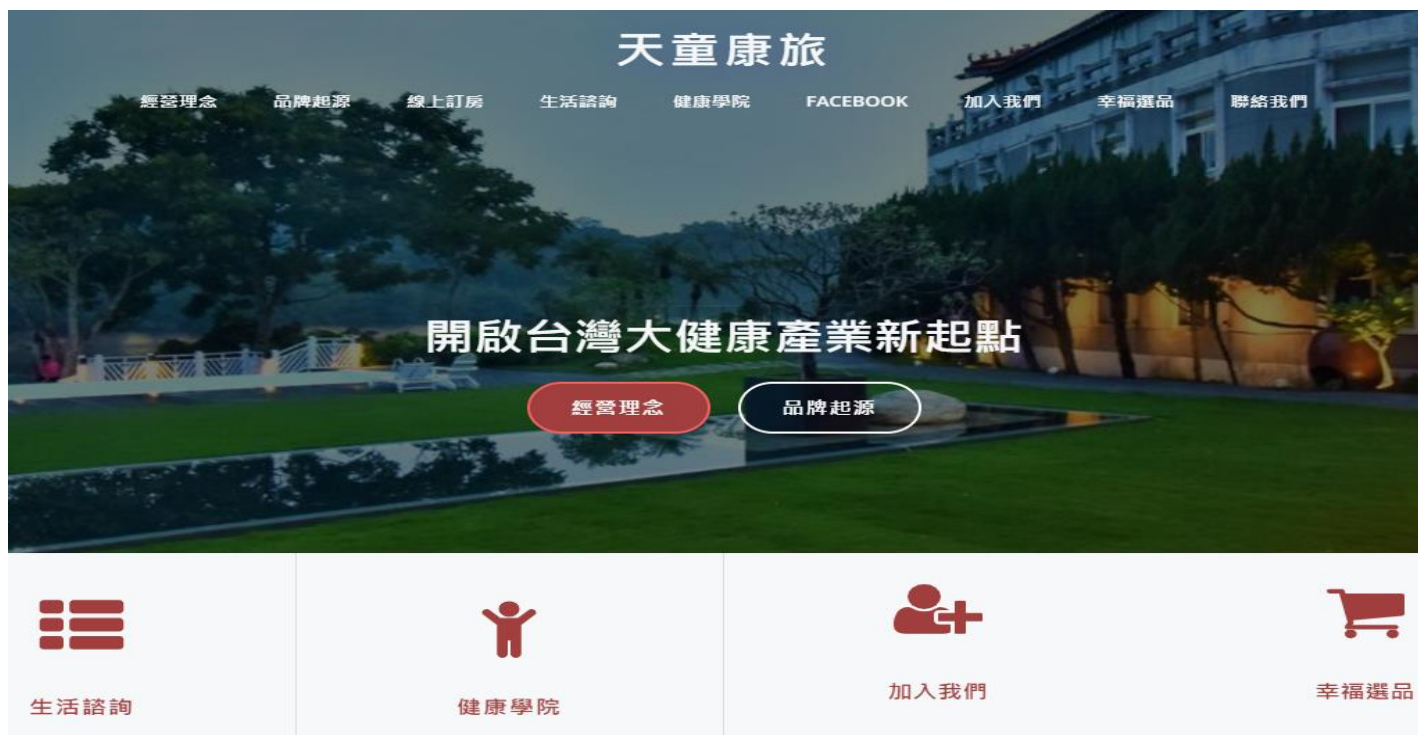 天童康旅
經營理念 品牌起源 線上訂房 生活諮詢 健康學院 FACEBOOK 加入我們 幸福選品 聯絡我們
開啟台灣大健康產業新起點
經營理念 品牌起源
生活諮詢 健康學院 加入我們 幸福選品